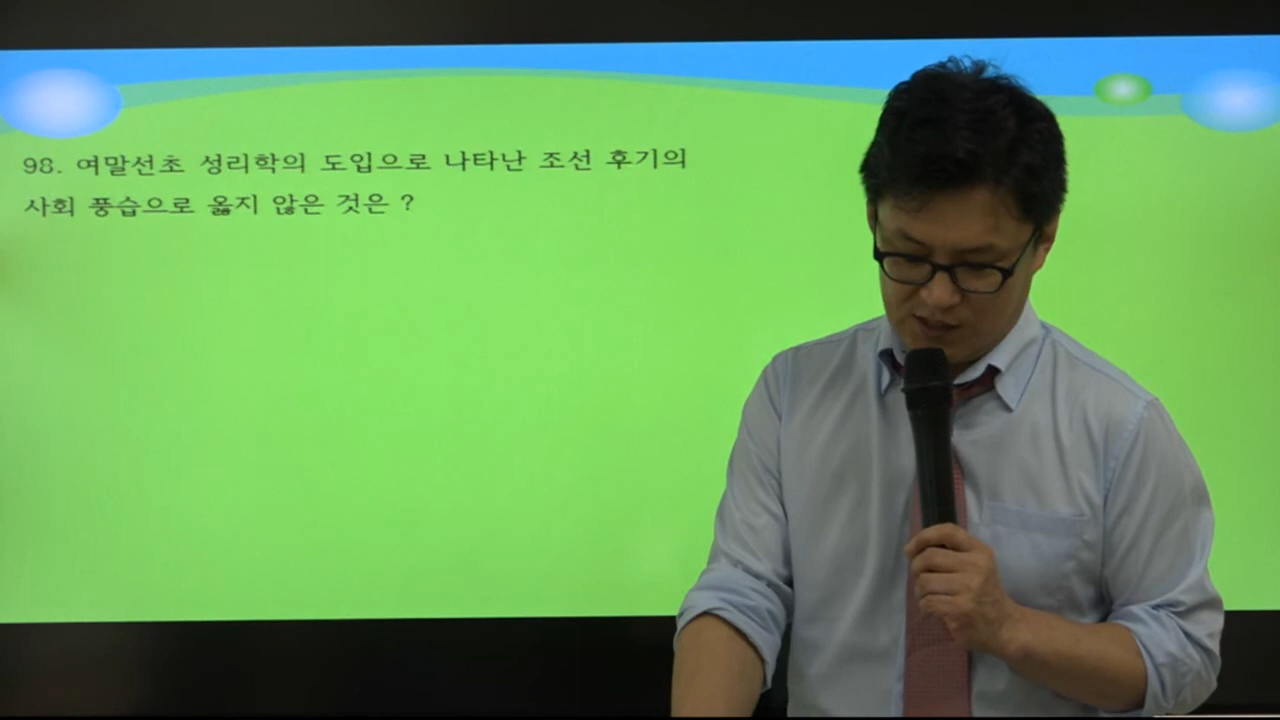 98. 여말선초 성리학의 도입으로 나타난 조선 후기의
사회 풍습으로 옳지 않은 것은 ?